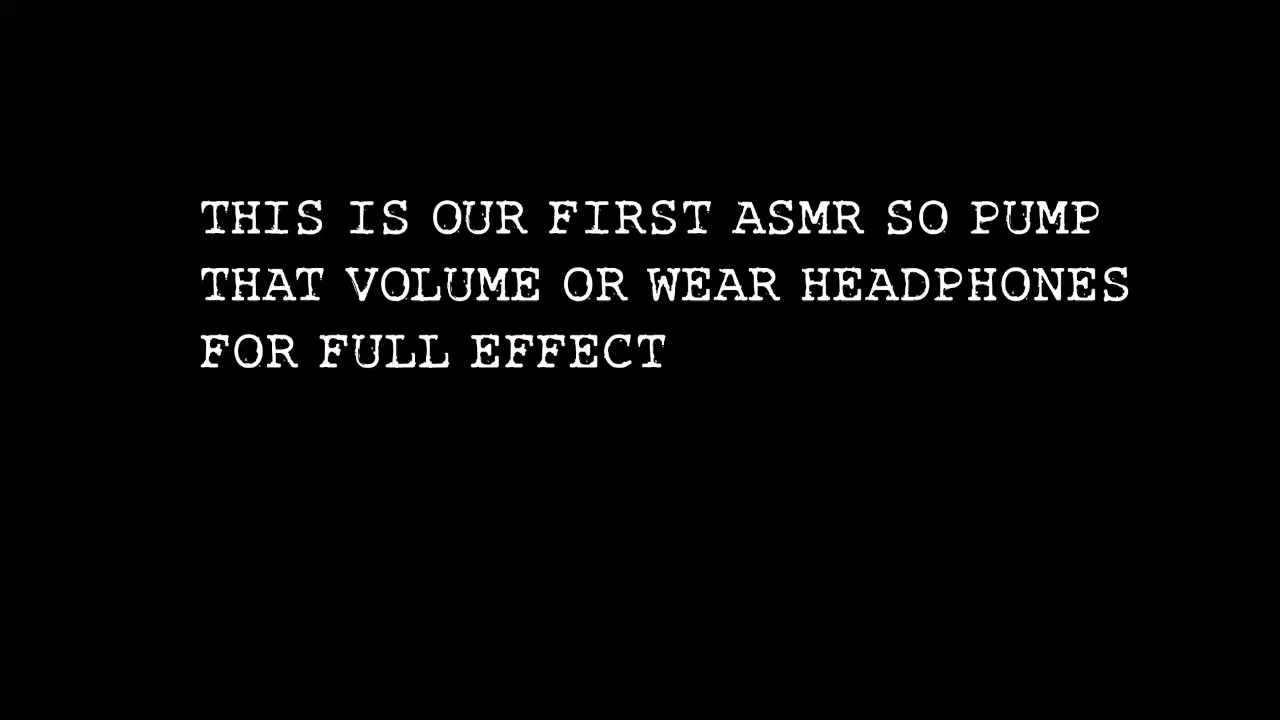 THIS IS OUR FIRST ASMR SO PUMP
THAT VOLUME OR WEAR HEADPHONES
FOR FULL EFFECT